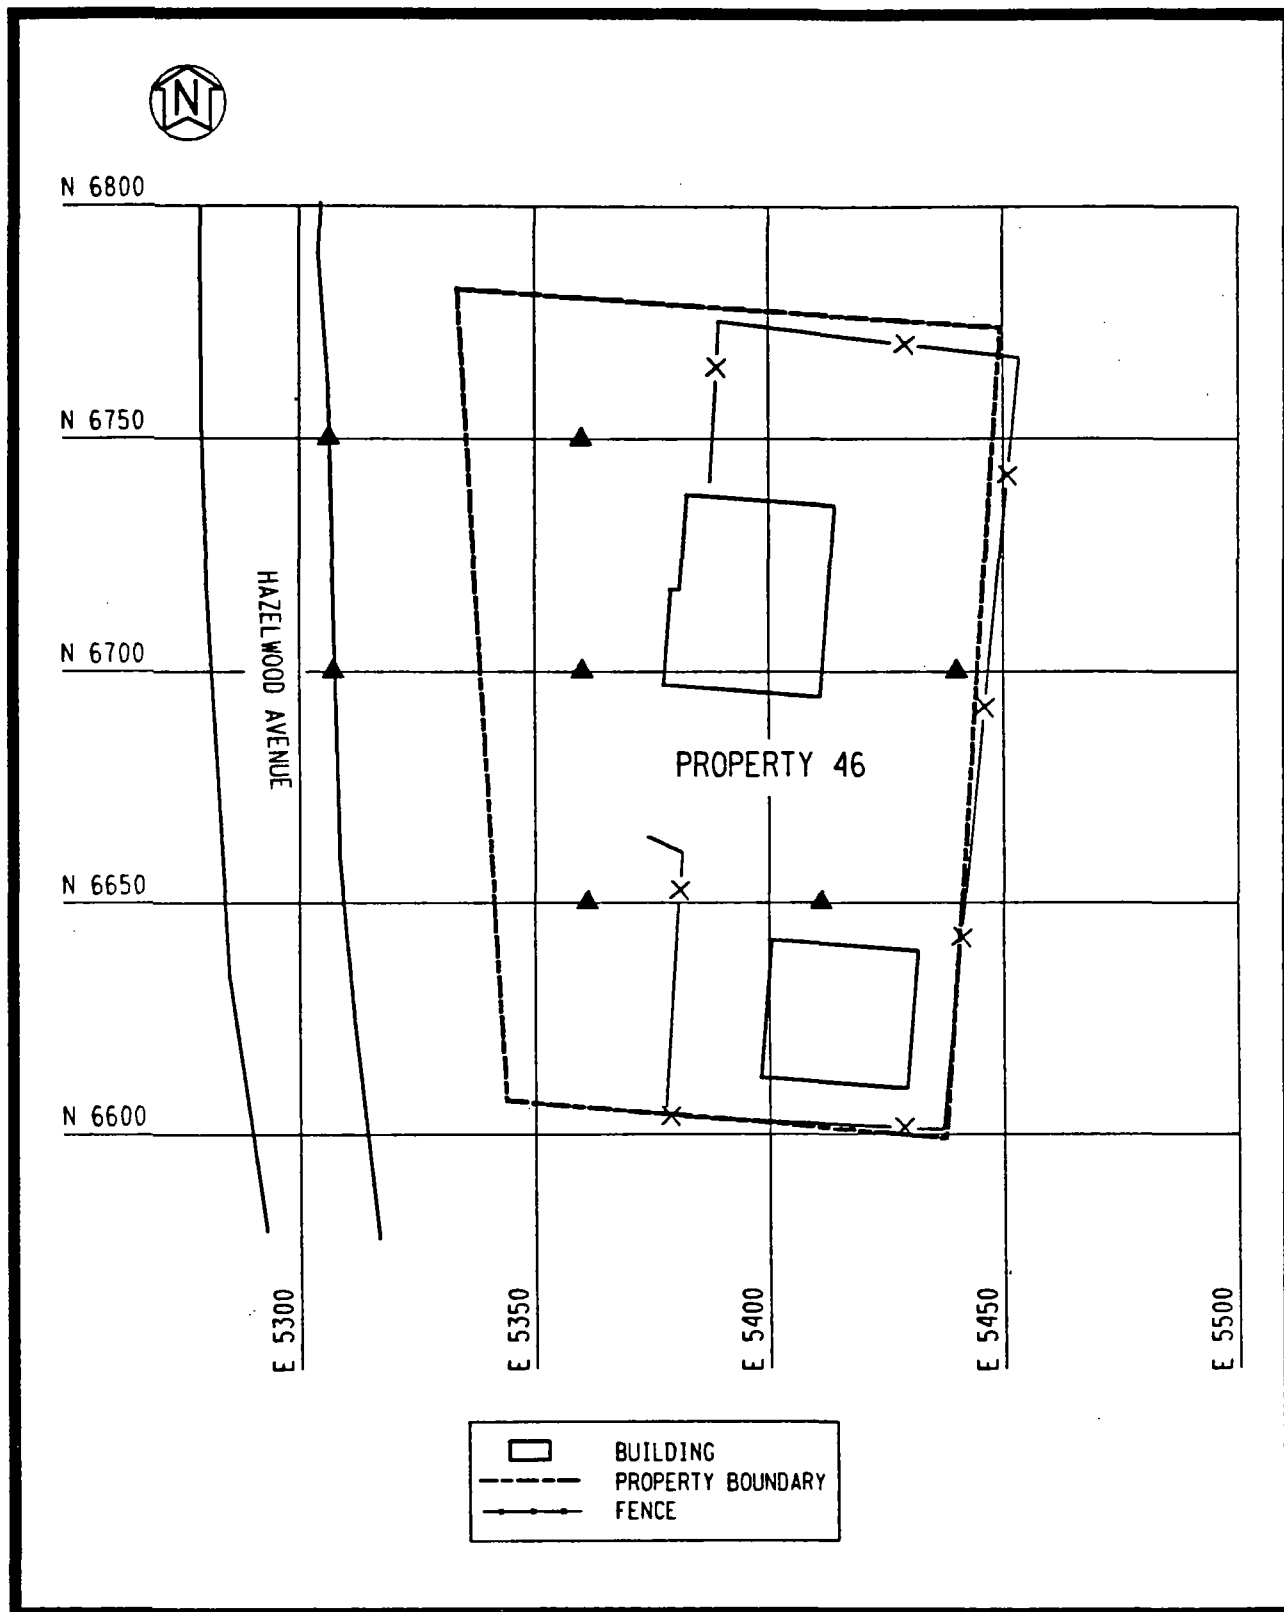 N
N 6800
N 6750
N 6700
N 6650
N 6600
HAZELWOOD AVENUE
PROPERTY 46
E 5300
E 5350
E 5400
E 5450
E 5500
BUILDING
PROPERTY BOUNDARY
FENCE